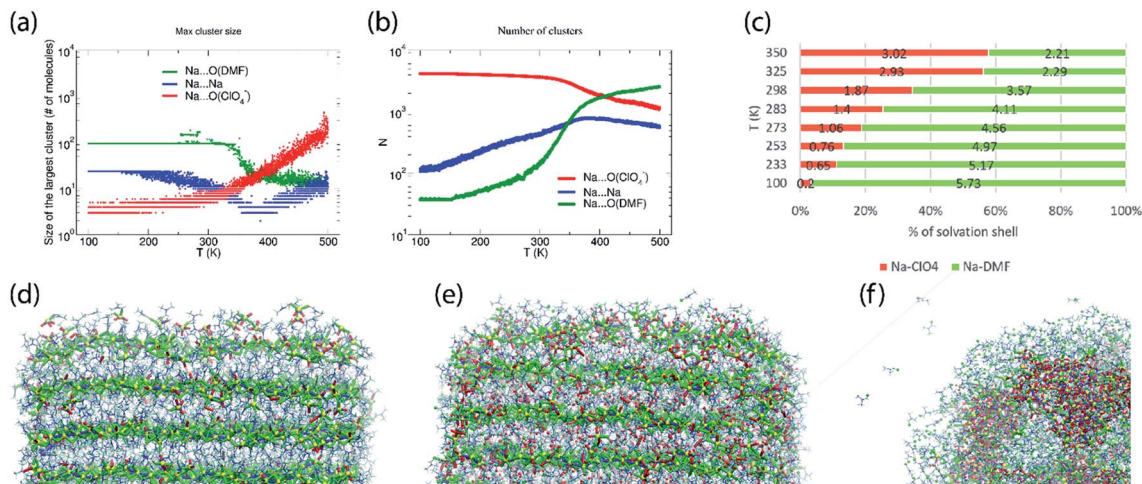 (a)
Max cluster size
Size of the largest cluster (# of molecules)
10^4
10^3
10^2
10^1
10^0
Na...O(DMF)
Na...Na
Na...O(ClO4^-)
100 200 300 400 500
T (K)
(b)
Number of clusters
N
10^4
10^3
10^2
10^1
Na...O(ClO4^-)
Na...Na
Na...O(DMF)
100 200 300 400 500
T (K)
(c)
T (K)
350 3.02 2.21
325 2.93 2.29
298 1.87 3.57
283 1.4 4.11
273 1.06 4.56
253 0.76 4.97
233 0.65 5.17
100 0.2 5.73
0% 20% 40% 60% 80% 100%
% of solvation shell
Na-ClO4 Na-DMF
(d)
(e)
(f)